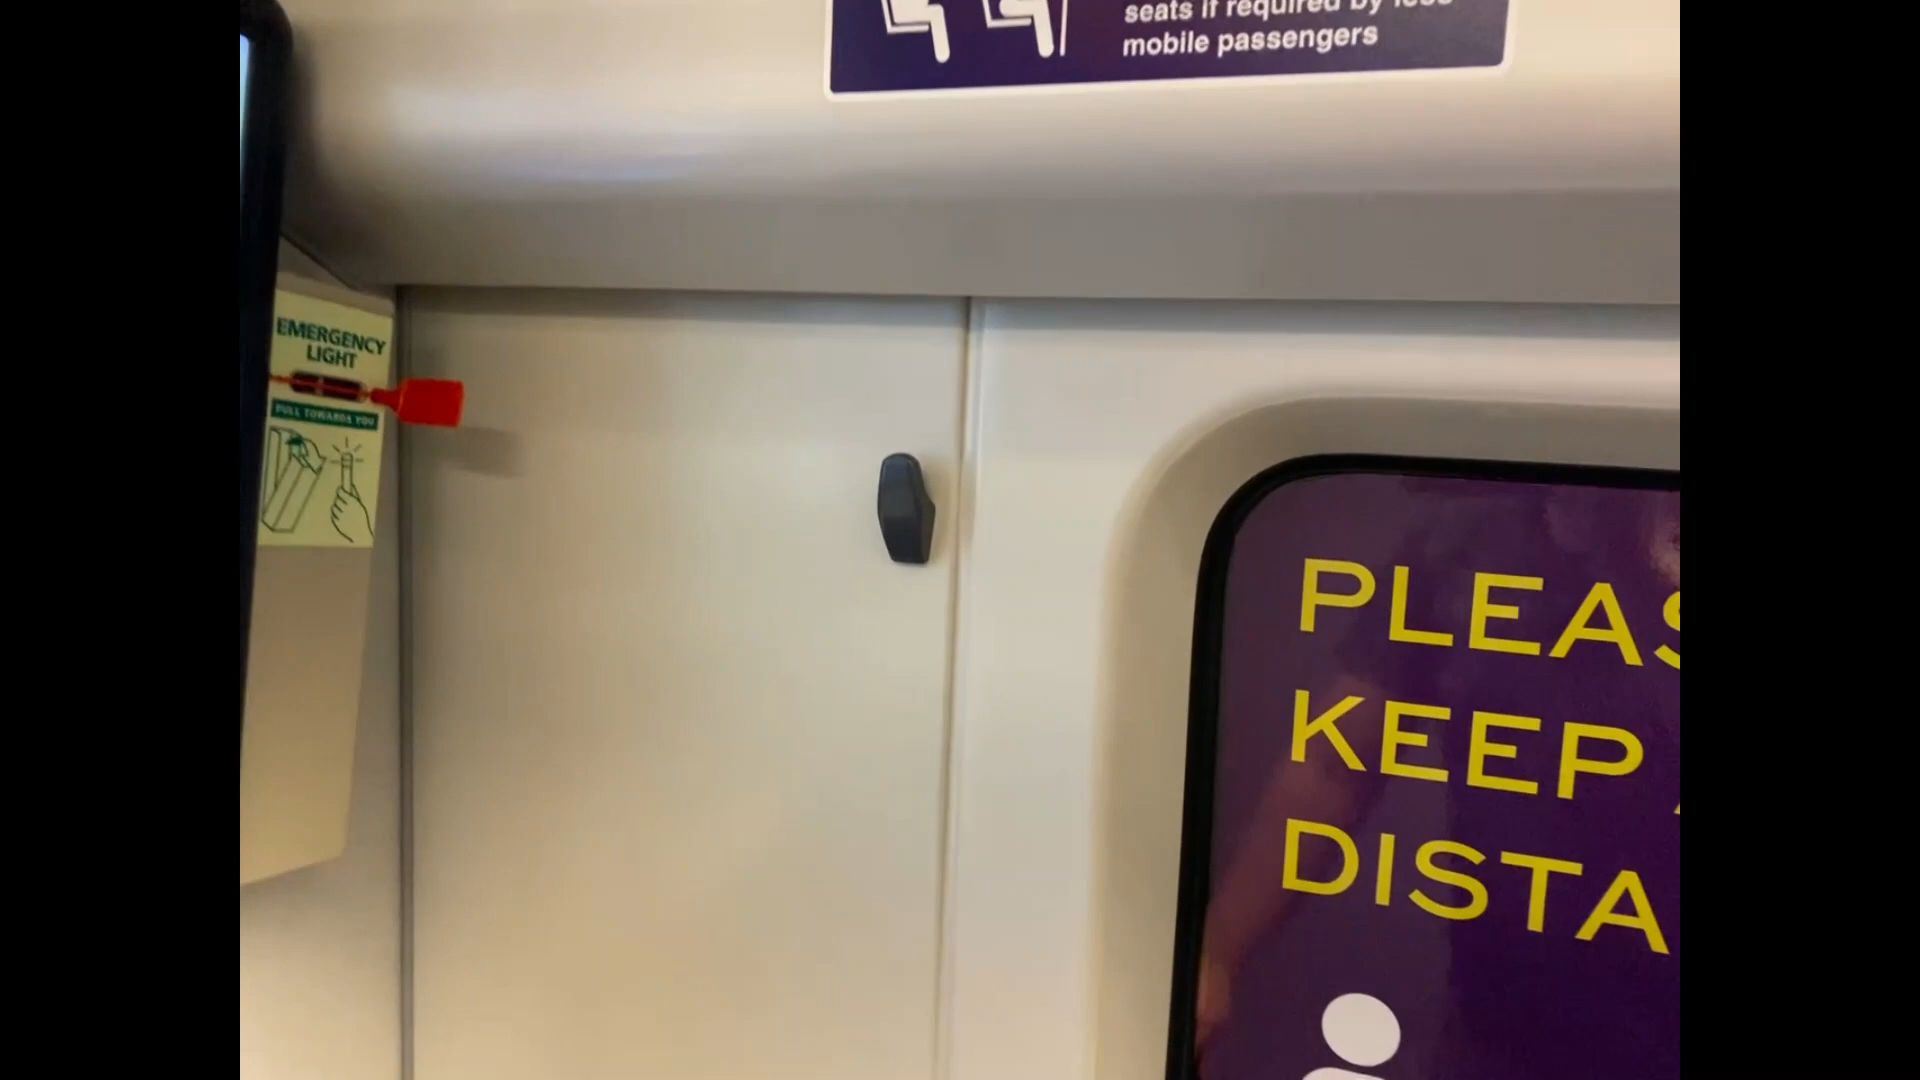 seats if required by less
mobile passengers
EMERGENCY
LIGHT
PULL TOWARDS YOU
PLEAS
KEEP
DISTA